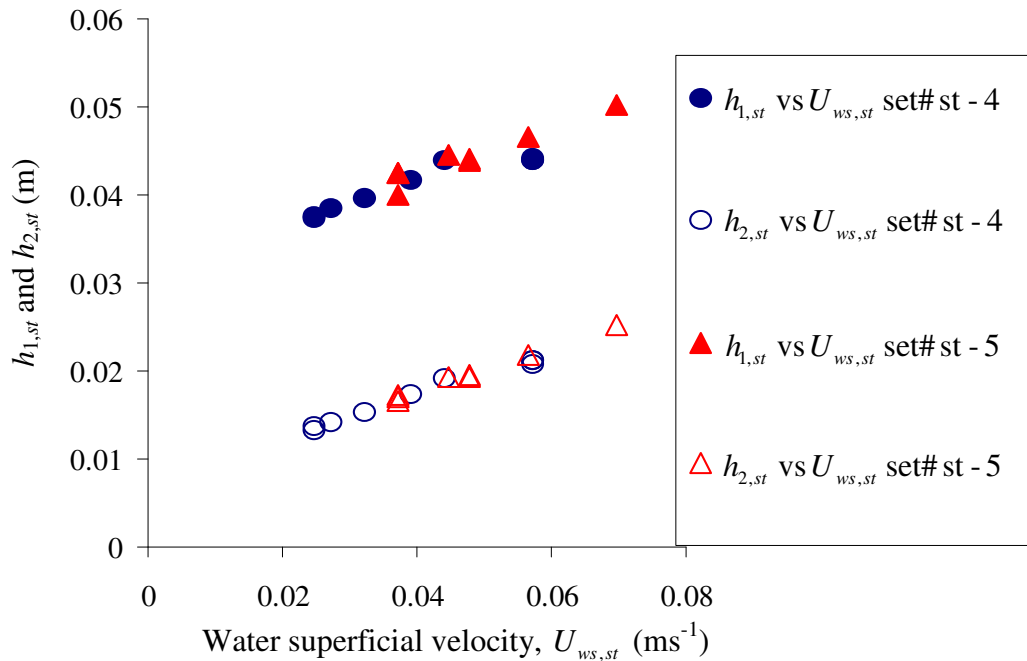 0.06
0.05
0.04
0.03
0.02
0.01
0
0 0.02 0.04 0.06 0.08
h1,st and h2,st (m)
Water superficial velocity, Uws,st (ms-1)
h1,st vs Uws,st set# st - 4
h2,st vs Uws,st set# st - 4
h1,st vs Uws,st set# st - 5
h2,st vs Uws,st set# st - 5